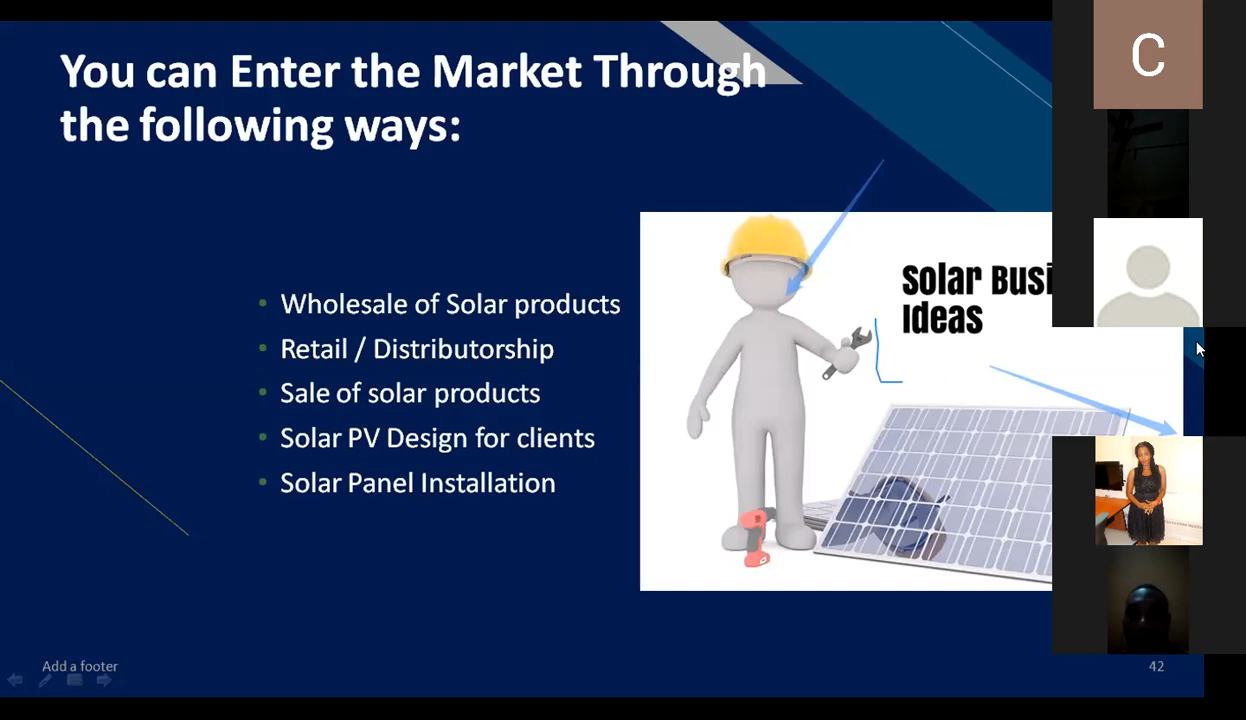 You can Enter the Market Through
the following ways:
C
Solar Busi
Ideas
• Wholesale of Solar products
• Retail / Distributorship
• Sale of solar products
• Solar PV Design for clients
• Solar Panel Installation
Add a footer
42